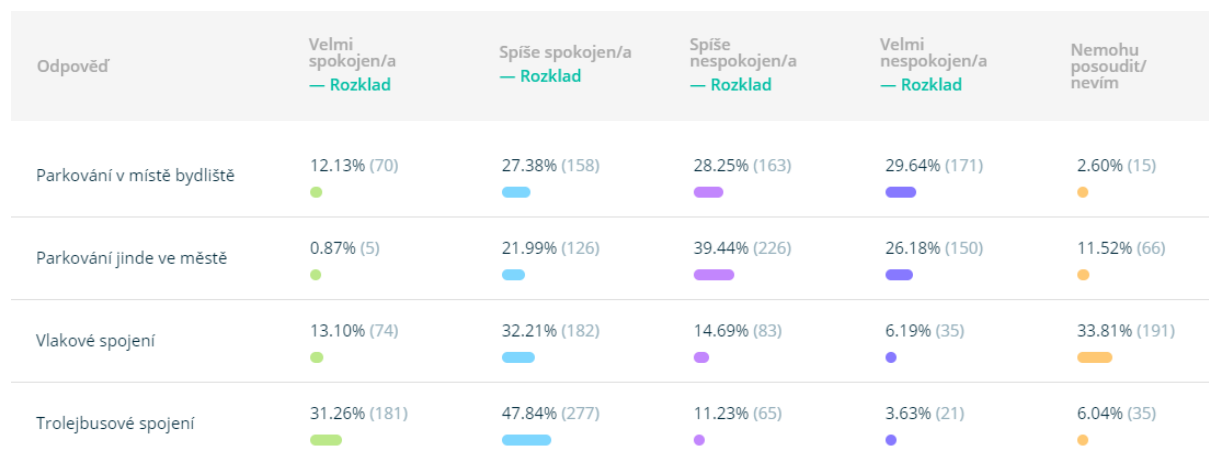 Odpověď
Velmi
spokojen/a
— Rozklad
Spíše spokojen/a
— Rozklad
Spíše
nespokojen/a
— Rozklad
Velmi
nespokojen/a
— Rozklad
Nemohu
posoudit/
nevím
Parkování v místě bydliště
12.13% (70)
27.38% (158)
28.25% (163)
29.64% (171)
2.60% (15)
Parkování jinde ve městě
0.87% (5)
21.99% (126)
39.44% (226)
26.18% (150)
11.52% (66)
Vlakové spojení
13.10% (74)
32.21% (182)
14.69% (83)
6.19% (35)
33.81% (191)
Trolejbusové spojení
31.26% (181)
47.84% (277)
11.23% (65)
3.63% (21)
6.04% (35)